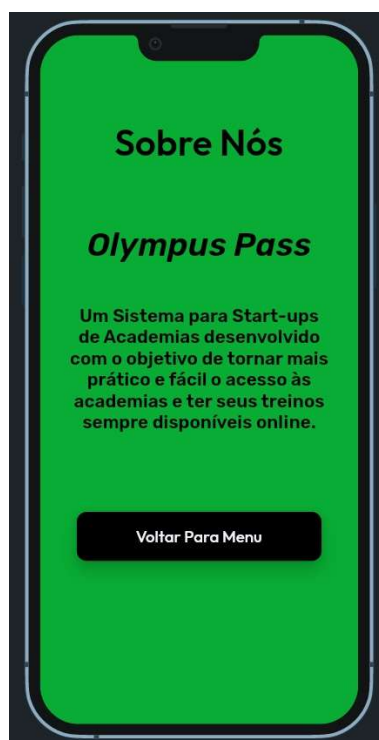 Sobre Nós
Olympus Pass
Um Sistema para Start-ups
de Academias desenvolvido
com o objetivo de tornar mais
prático e fácil o acesso às
academias e ter seus treinos
sempre disponíveis online.
Voltar Para Menu